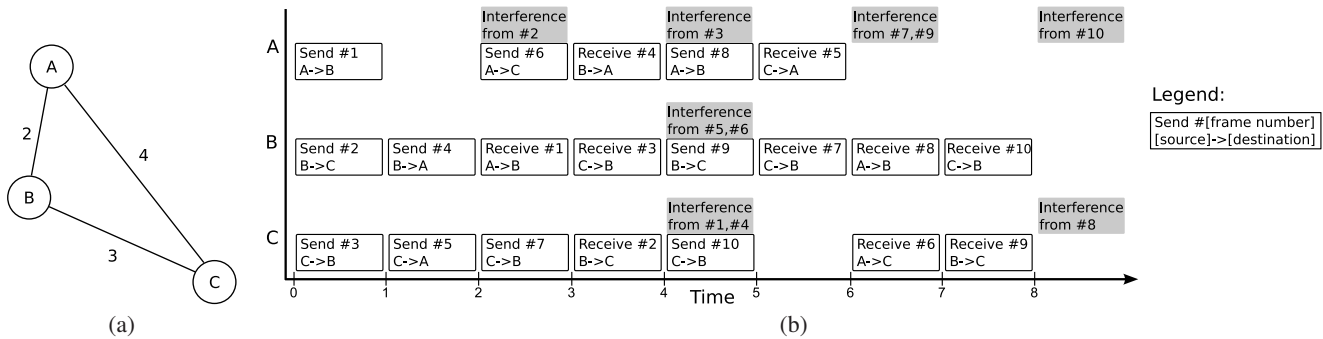 A
2
4
B
3
C
(a)
A
Interference
from #2
Interference
from #3
Interference
from #7,#9
Interference
from #10
Send #1
A->B
Send #6
A->C
Receive #4
B->A
Send #8
A->B
Receive #5
C->A
B
Interference
from #5,#6
Send #2
B->C
Send #4
B->A
Receive #1
A->B
Receive #3
C->B
Send #9
B->C
Receive #7
C->B
Receive #8
A->B
Receive #10
C->B
C
Interference
from #1,#4
Interference
from #8
Send #3
C->B
Send #5
C->A
Send #7
C->B
Receive #2
B->C
Send #10
C->B
Receive #6
A->C
Receive #9
B->C
0 1 2 3 4 5 6 7 8
Time
(b)
Legend:
Send #[frame number]
[source]->[destination]